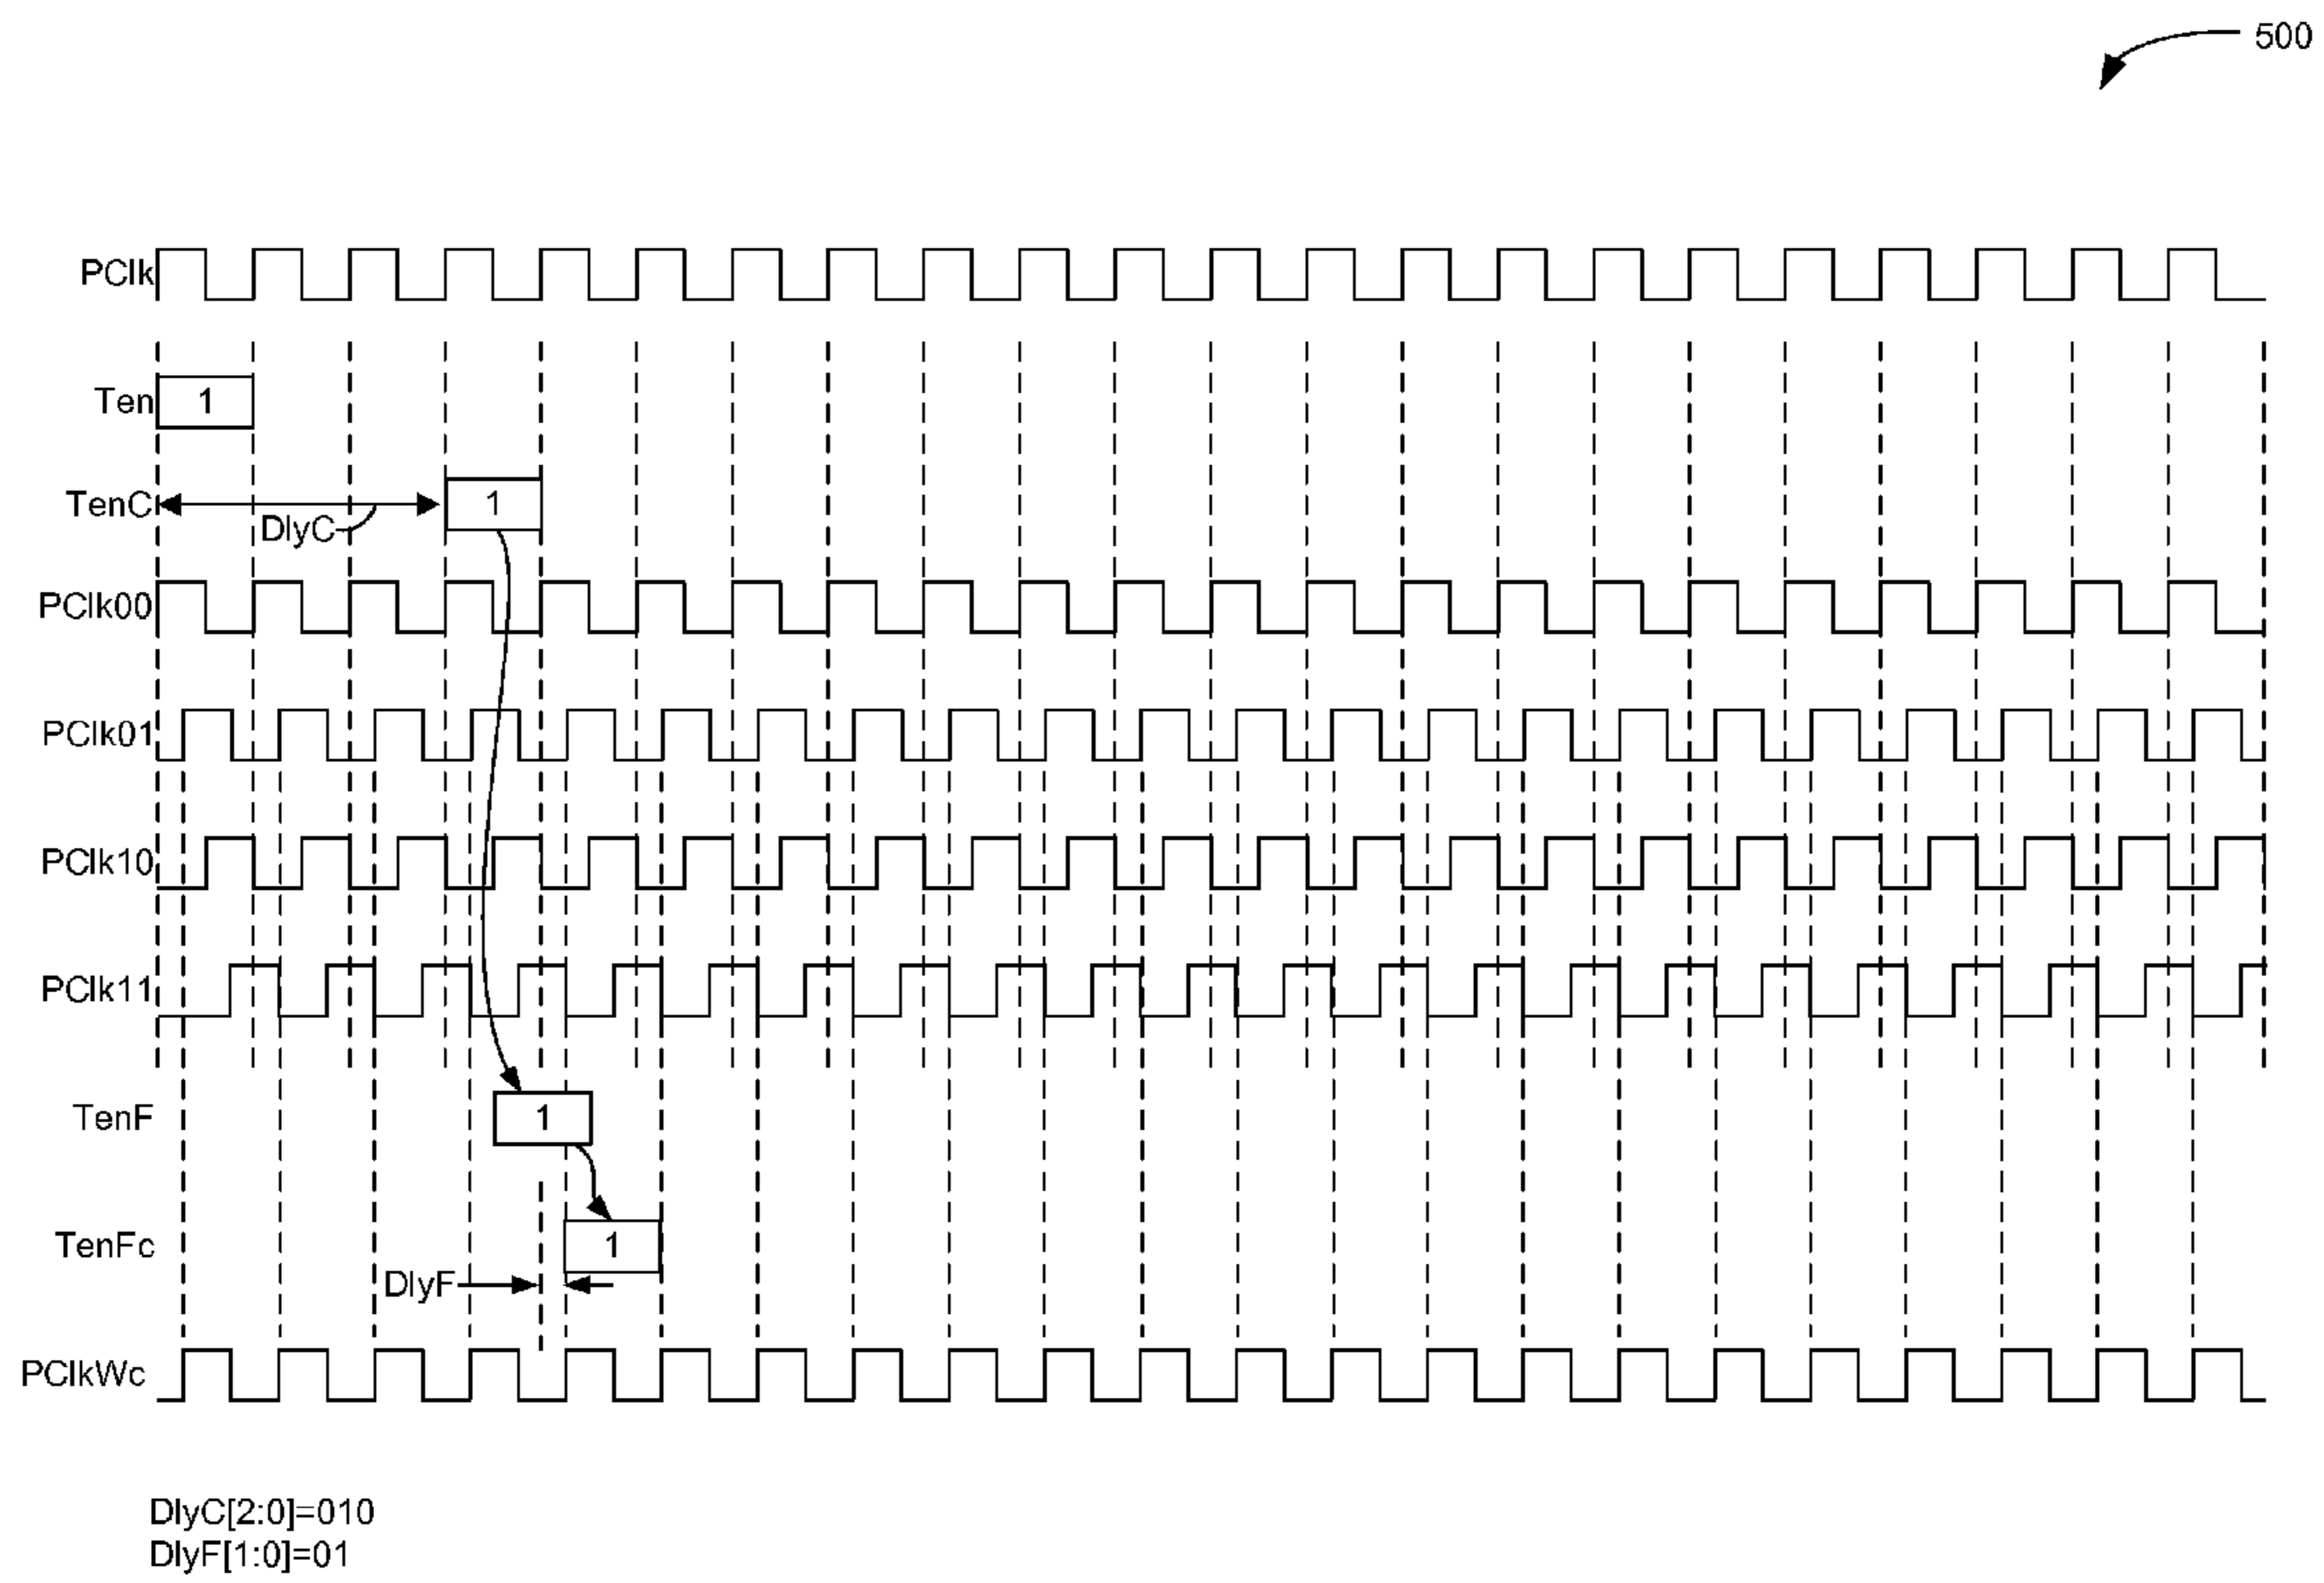 500
PClk
Ten 1
TenC 1
DlyC
PClk00
PClk01
PClk10
PClk11
TenF 1
TenFc 1
DlyF
PClkWc
DlyC[2:0]=010
DlyF[1:0]=01